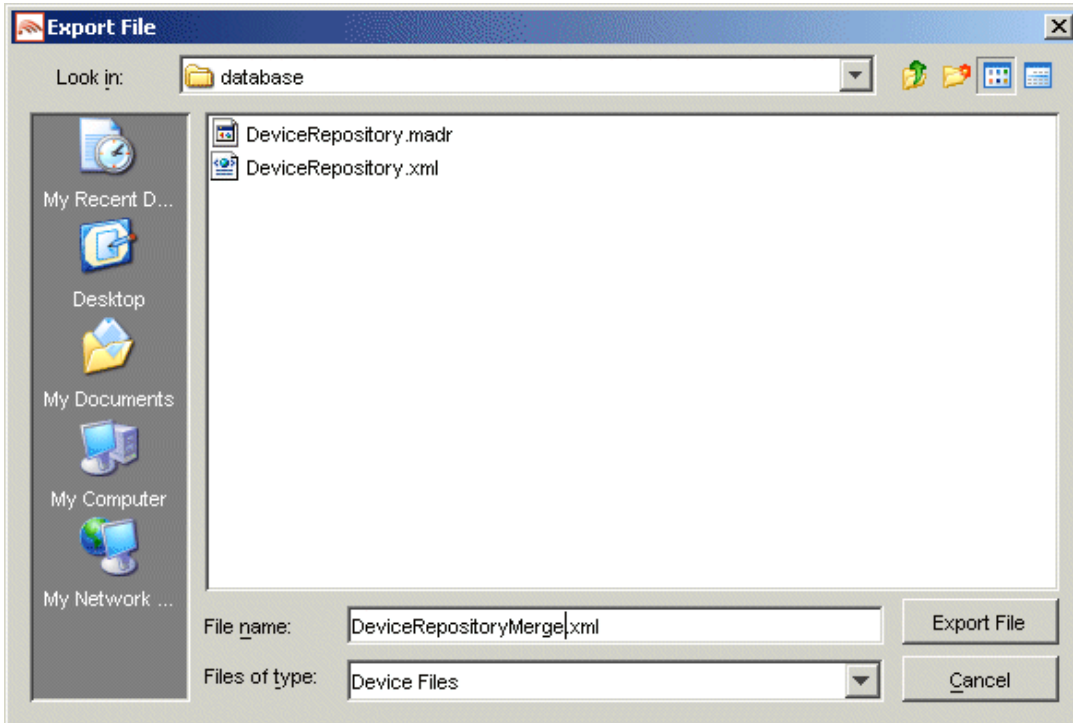 Export File
Look in: database
DeviceRepository.madr
DeviceRepository.xml
My Recent D...
Desktop
My Documents
My Computer
My Network ...
File name: DeviceRepositoryMerge.xml Export File
Files of type: Device Files Cancel